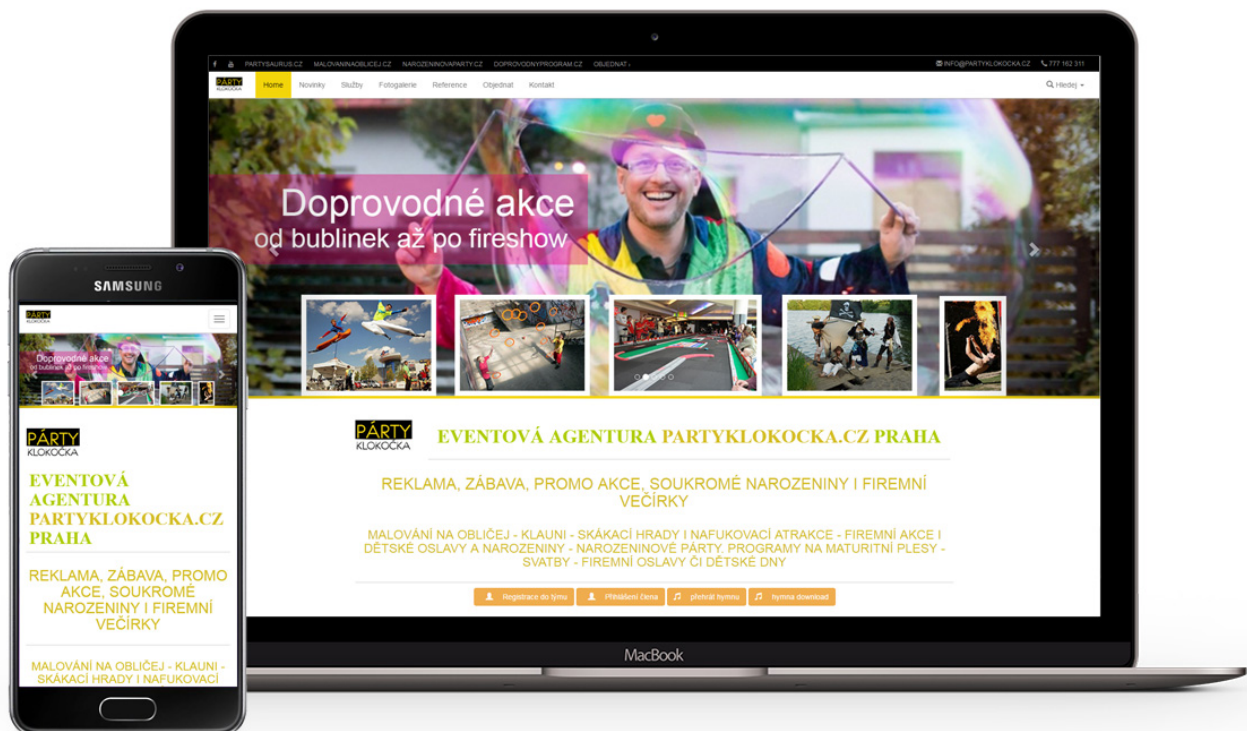 PARTYSAURUS.CZ MALOVANINAOBLICEJ.CZ NAROZENINOVAPARTY.CZ DOPROVODNYPROGRAM.CZ OBJEDNAT
INFO@PARTYKLOKOCKA.CZ 777 162 311
PÁRTY
KLOKOČKA
Home Novinky Služby Fotogalerie Reference Objednat Kontakt
Hledej
Doprovodné akce
od bublinek až po fireshow
PÁRTY
KLOKOČKA
EVENTOVÁ AGENTURA PARTYKLOKOCKA.CZ PRAHA
REKLAMA, ZÁBAVA, PROMO AKCE, SOUKROMÉ NAROZENINY I FIREMNÍ
VEČÍRKY
MALOVÁNÍ NA OBLIČEJ - KLAUNI - SKÁKACÍ HRADY I NAFUKOVACÍ ATRAKCE - FIREMNÍ AKCE I
DĚTSKÉ OSLAVY A NAROZENINY - NAROZENINOVÉ PÁRTY. PROGRAMY NA MATURITNÍ PLESY -
SVATBY - FIREMNÍ OSLAVY ČI DĚTSKÉ DNY
Registrace do týmu Přihlášení člena přehrát hymnu hymna download
MacBook
SAMSUNG
PÁRTY
KLOKOČKA
Doprovodné akce
od bublinek až po fireshow
PÁRTY
KLOKOČKA
EVENTOVÁ
AGENTURA
PARTYKLOKOCKA.CZ
PRAHA
REKLAMA, ZÁBAVA, PROMO
AKCE, SOUKROMÉ
NAROZENINY I FIREMNÍ
VEČÍRKY
MALOVÁNÍ NA OBLIČEJ - KLAUNI -
SKÁKACÍ HRADY I NAFUKOVACÍ